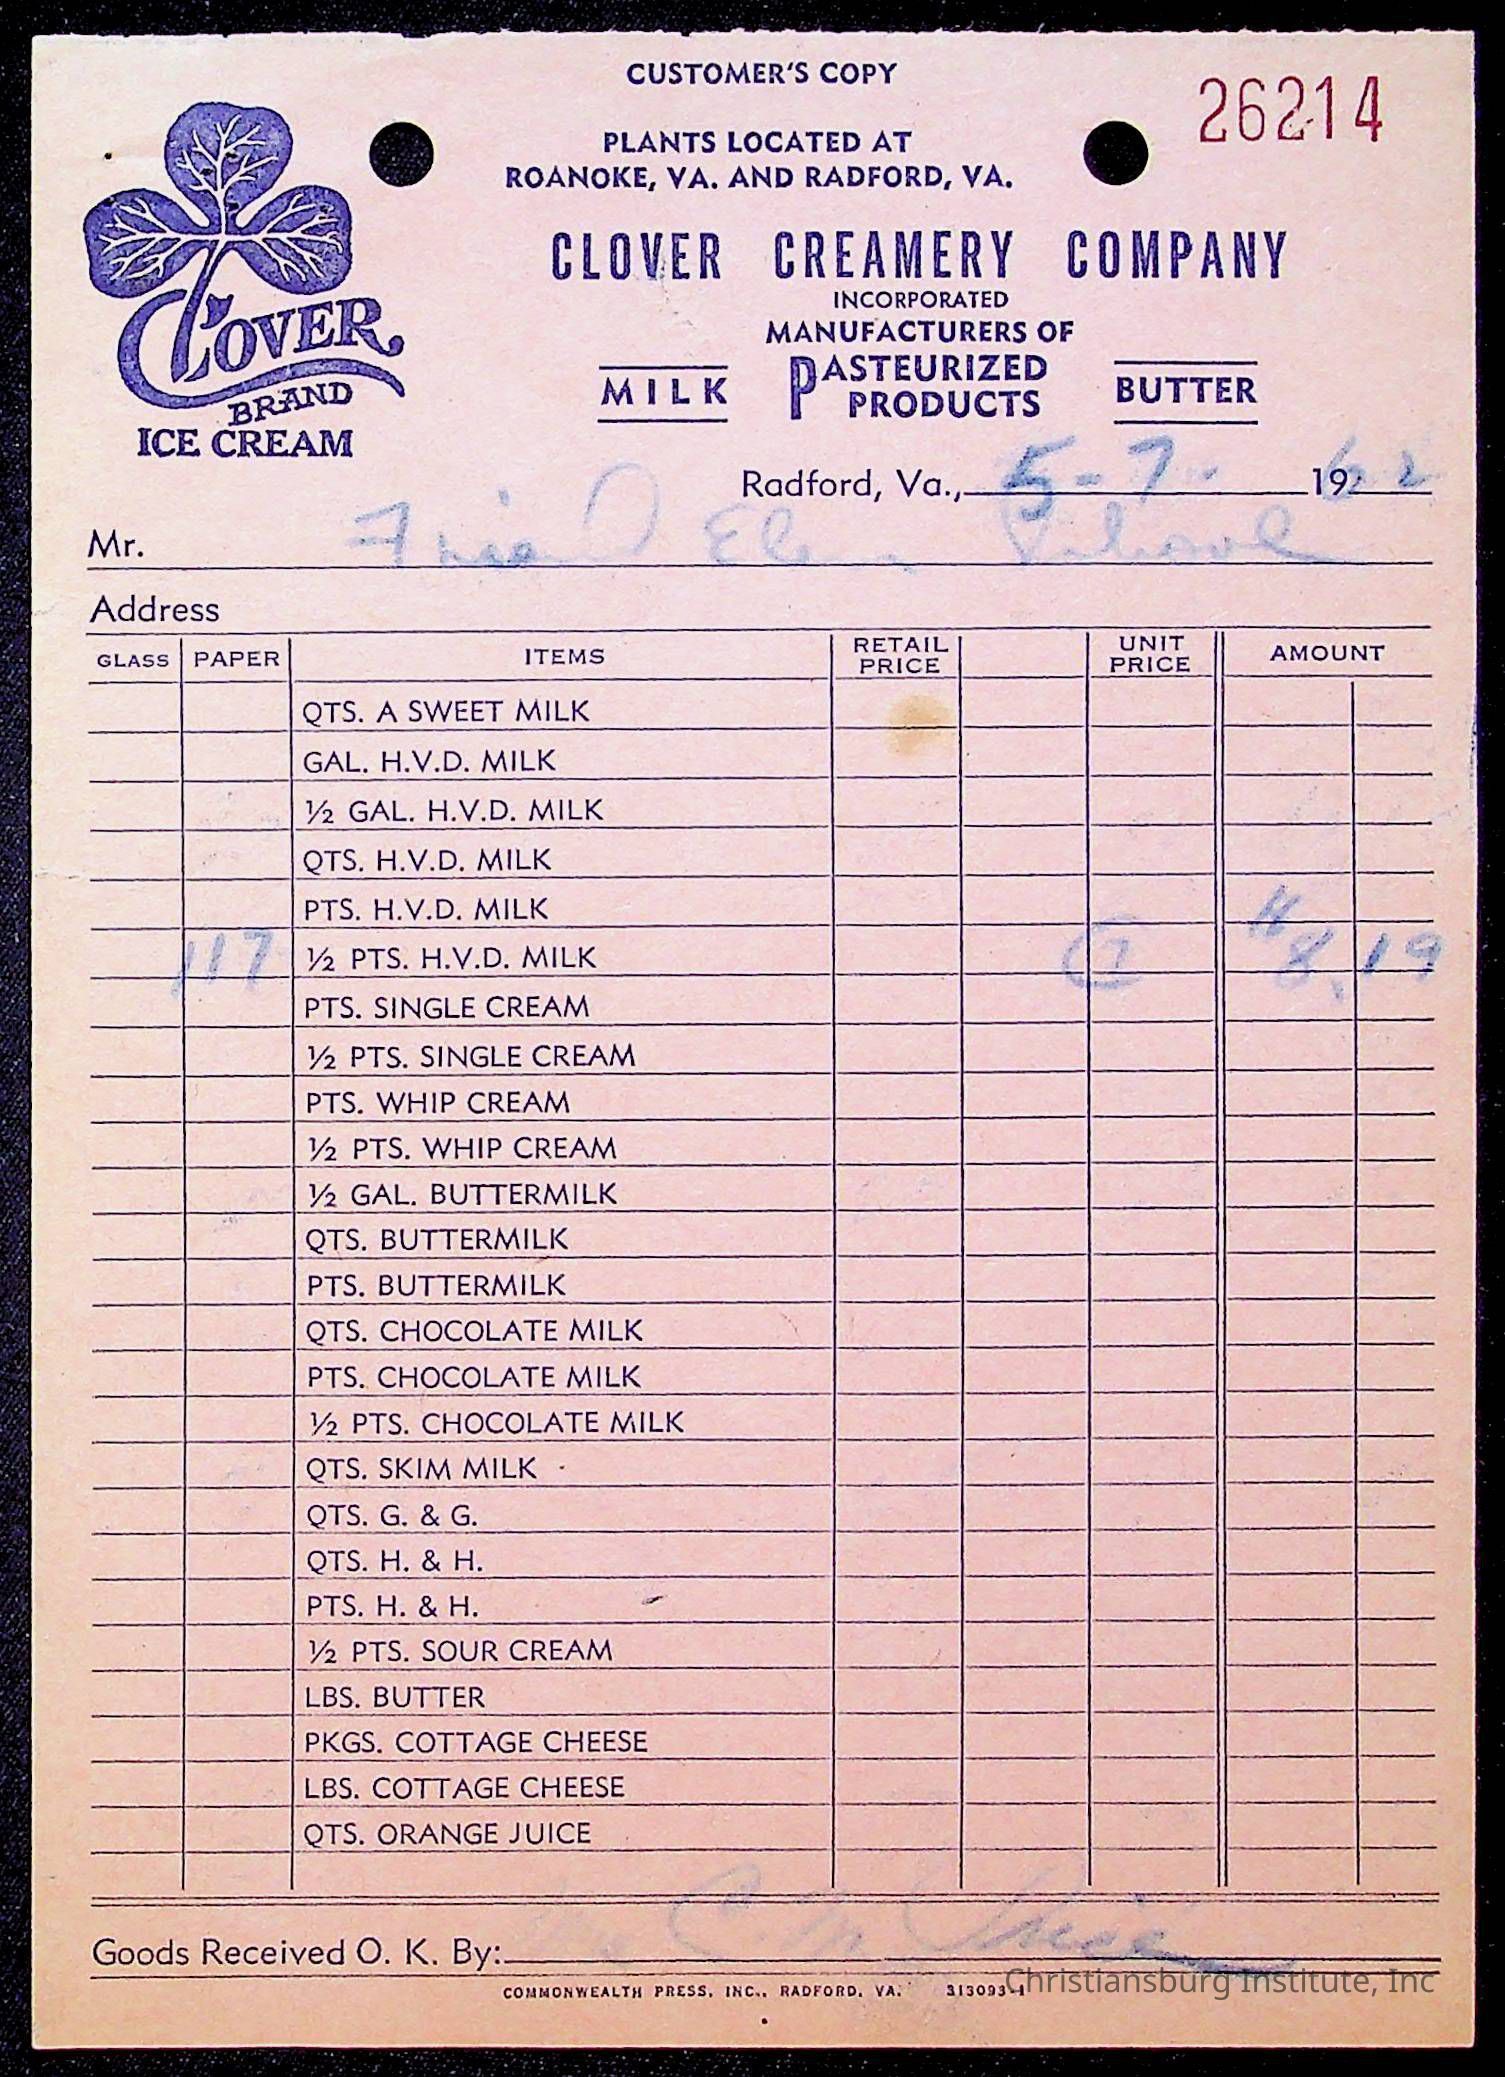 CUSTOMER'S COPY
26214
PLANTS LOCATED AT
ROANOKE, VA. AND RADFORD, VA.
CLOVER CREAMERY COMPANY
INCORPORATED
MANUFACTURERS OF
MILK PASTEURIZED PRODUCTS BUTTER
CLOVER
BRAND
ICE CREAM
Radford, Va., 5-7- 1962
Mr. Friend Elem School
Address
GLASS PAPER ITEMS RETAIL PRICE UNIT PRICE AMOUNT
QTS. A SWEET MILK
GAL. H.V.D. MILK
½ GAL. H.V.D. MILK
QTS. H.V.D. MILK
PTS. H.V.D. MILK
117 ½ PTS. H.V.D. MILK 7 8.19
PTS. SINGLE CREAM
½ PTS. SINGLE CREAM
PTS. WHIP CREAM
½ PTS. WHIP CREAM
½ GAL. BUTTERMILK
QTS. BUTTERMILK
PTS. BUTTERMILK
QTS. CHOCOLATE MILK
PTS. CHOCOLATE MILK
½ PTS. CHOCOLATE MILK
QTS. SKIM MILK
QTS. G. & G.
QTS. H. & H.
PTS. H. & H.
½ PTS. SOUR CREAM
LBS. BUTTER
PKGS. COTTAGE CHEESE
LBS. COTTAGE CHEESE
QTS. ORANGE JUICE
Goods Received O. K. By: C. M.
COMMONWEALTH PRESS, INC., RADFORD, VA. 313093-1
Christiansburg Institute, Inc